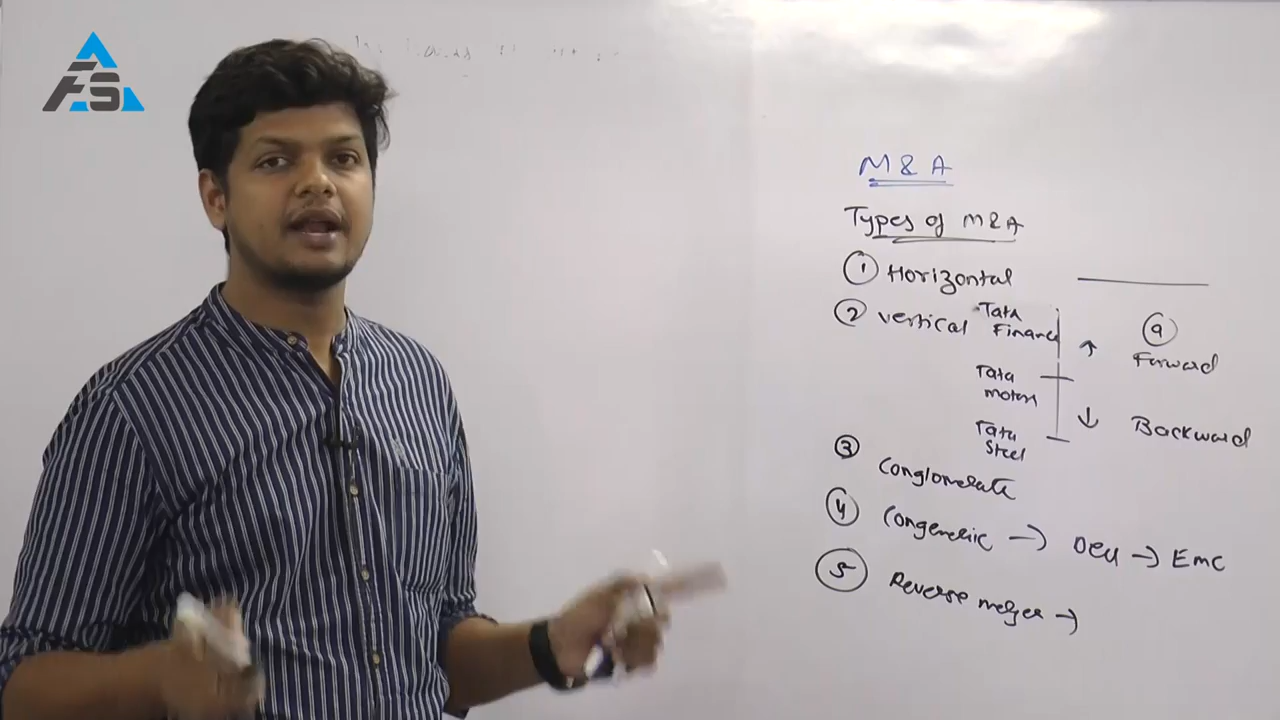 FS
M & A
Types of M & A
① Horizontal
② Vertical
Tata
Finance
ⓐ
Forward
Tata
motors
Backward
Tata
Steel
③ Conglomerate
④ Congeneric → Dell → EMC
⑤ Reverse merger →